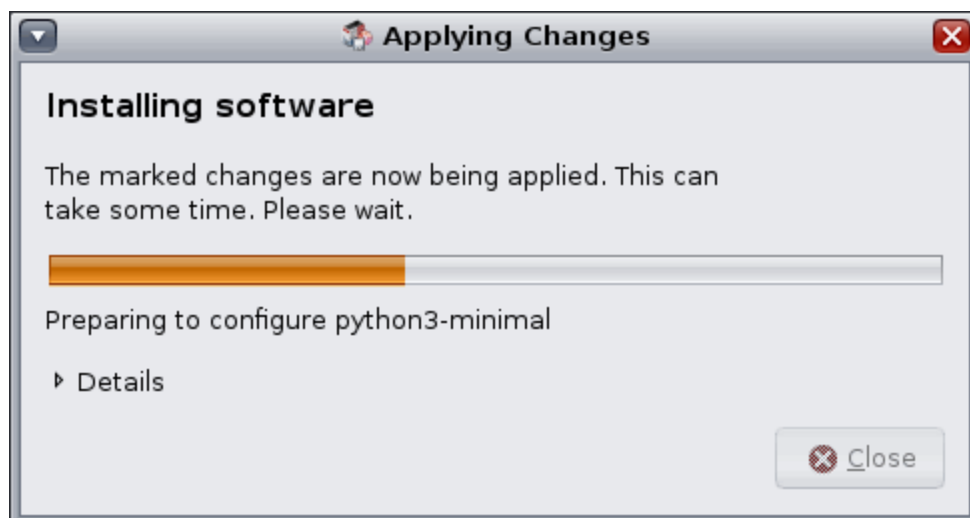 Applying Changes
Installing software
The marked changes are now being applied. This can
take some time. Please wait.
Preparing to configure python3-minimal
Details
Close